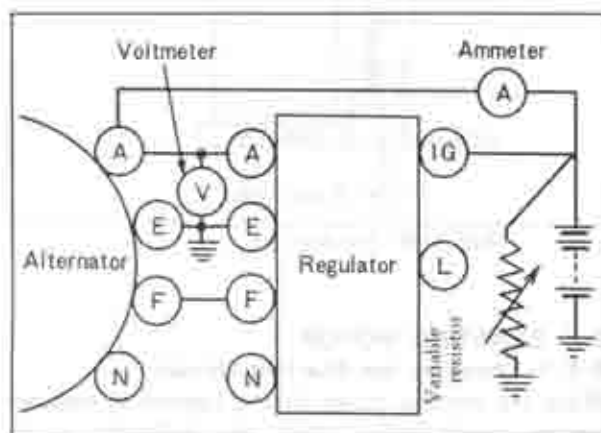 Voltmeter
Ammeter
A
A
A
IG
V
E
E
Alternator
Regulator
L
F
F
Variable
resistor
N
N